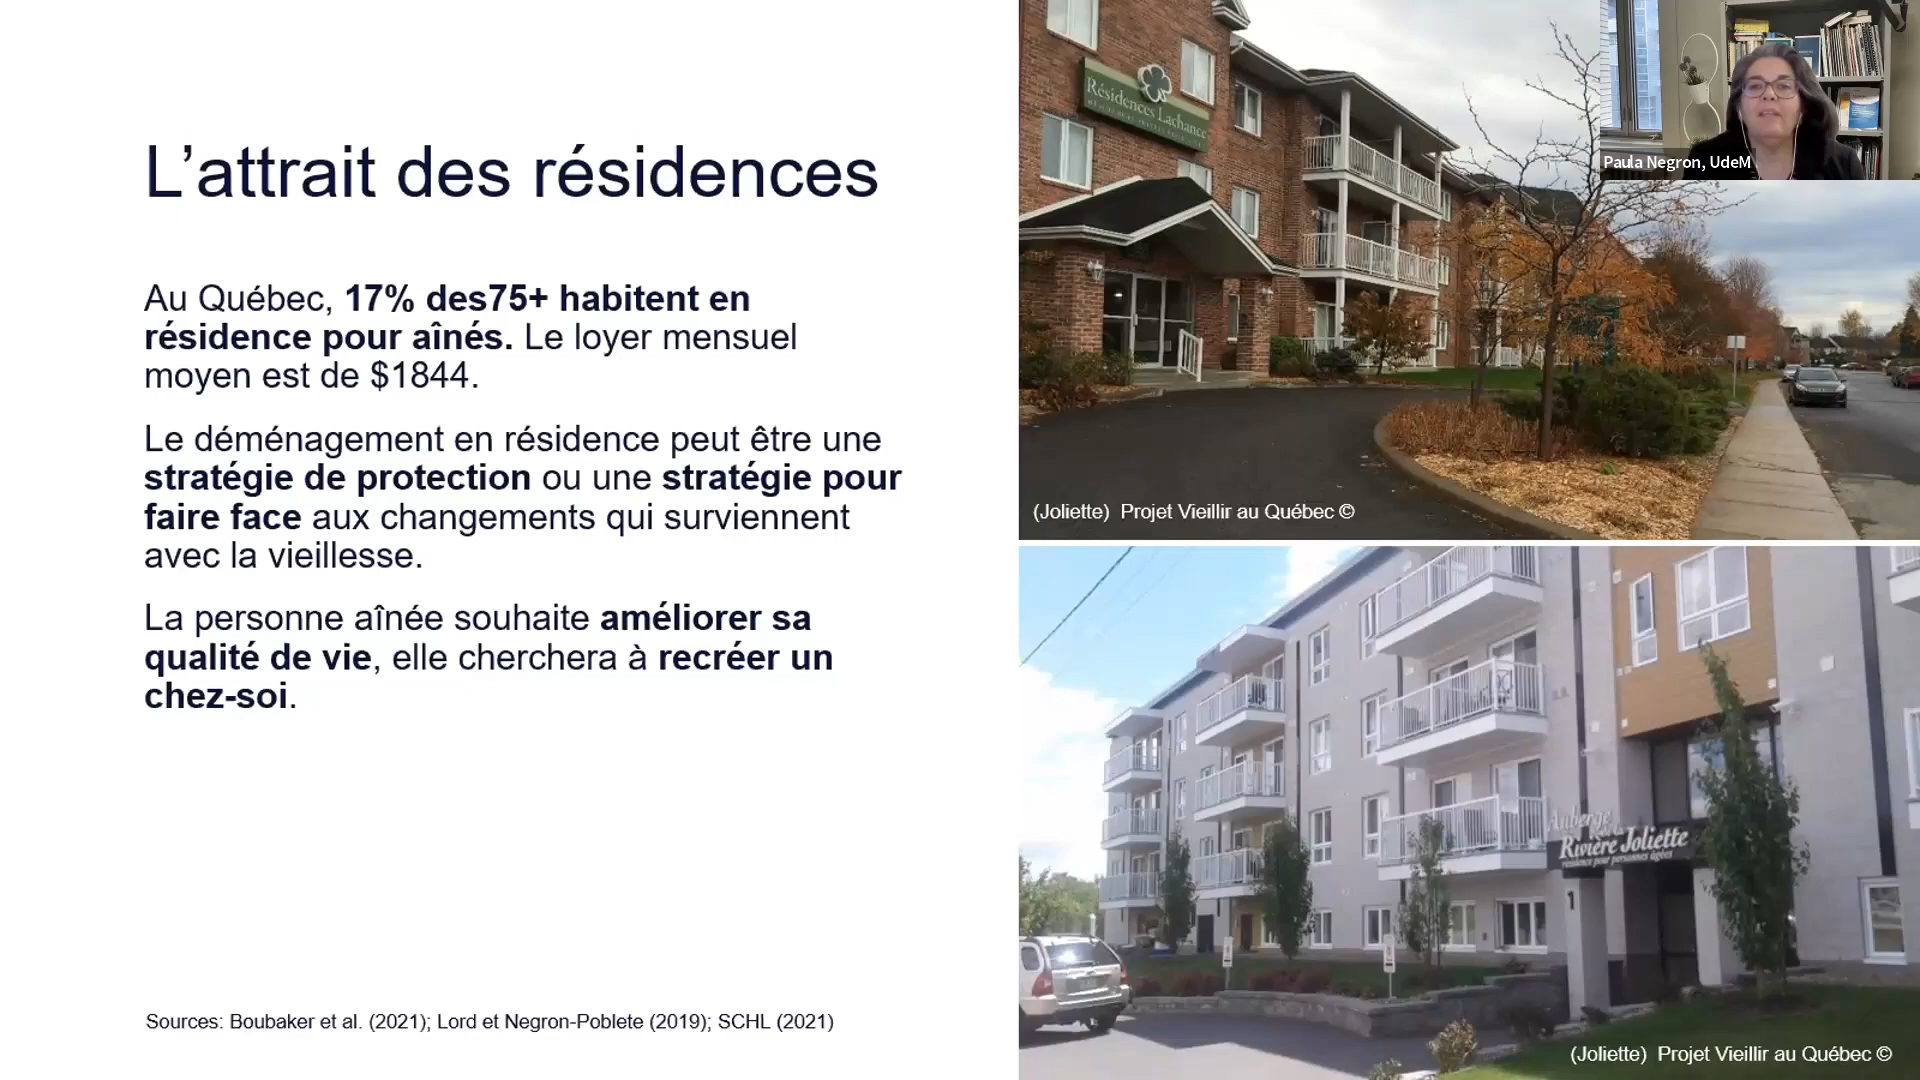 L’attrait des résidences
Au Québec, 17% des75+ habitent en
résidence pour aînés. Le loyer mensuel
moyen est de $1844.
Le déménagement en résidence peut être une
stratégie de protection ou une stratégie pour
faire face aux changements qui surviennent
avec la vieillesse.
La personne aînée souhaite améliorer sa
qualité de vie, elle cherchera à recréer un
chez-soi.
Sources: Boubaker et al. (2021); Lord et Negron-Poblete (2019); SCHL (2021)
Résidences Lachance
(Joliette)  Projet Vieillir au Québec ©
Paula Negron, UdeM
Auberge
Rivière Joliette
résidence pour personnes âgées
1
(Joliette)  Projet Vieillir au Québec ©